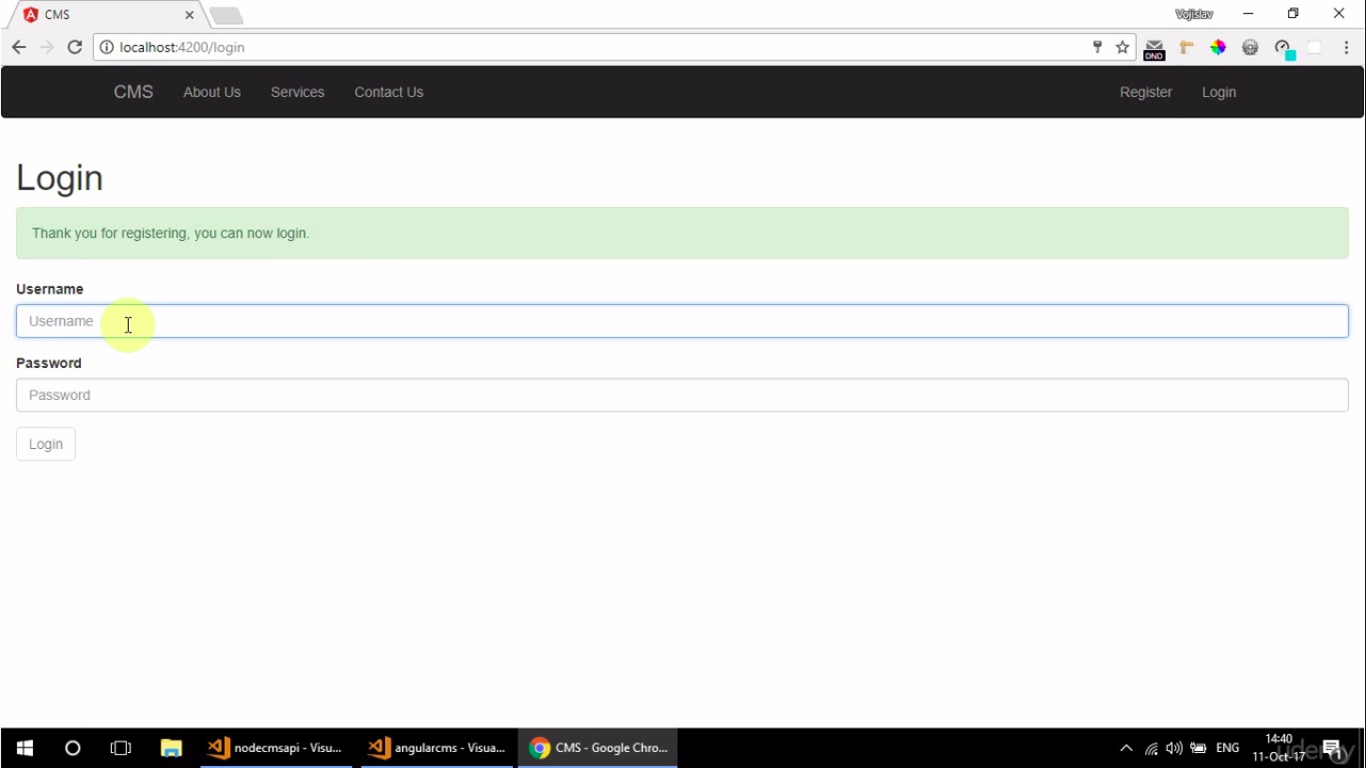 CMS
Vojislav
localhost:4200/login
DND
CMS About Us Services Contact Us Register Login
Login
Thank you for registering, you can now login.
Username
Username
Password
Password
Login
nodecmsapi - Visu... angularcms - Visua... CMS - Google Chro... ENG 14:40
11-Oct-17 1
udemy